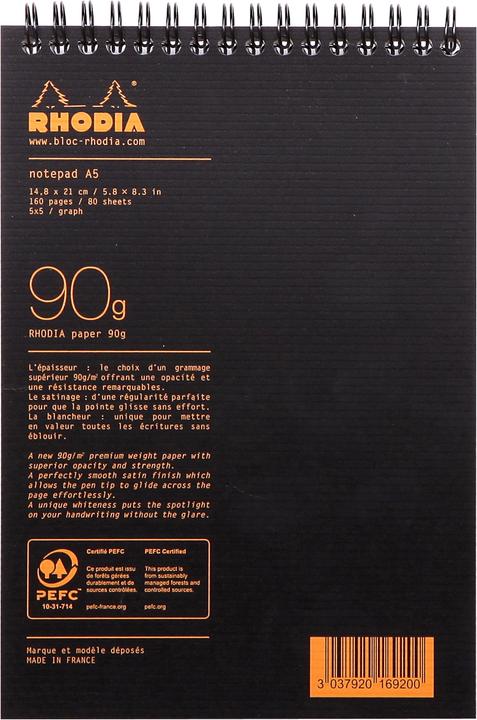 RHODIA®
www.bloc-rhodia.com
notepad A5
14,8 x 21 cm / 5.8 × 8.3 in
160 pages / 80 sheets
5x5 / graph
90g
RHODIA paper 90g
L'épaisseur : le choix d'un grammage
supérieur 90g/m² offrant une opacité et
une résistance remarquables.
Le satinage : d'une régularité parfaite
pour que la pointe glisse sans effort.
La blancheur : unique pour mettre
en valeur toutes les écritures sans
éblouir.
A new 90g/m² premium weight paper with
superior opacity and strength.
A perfectly smooth satin finish which
allows the pen tip to glide across the
page effortlessly.
A unique whiteness puts the spotlight
on your handwriting without the glare.
PEFC™
10-31-714
Certifié PEFC
Ce produit est issu
de forêts gérées
durablement et de
sources contrôlées.
pefc-france.org
PEFC Certified
This product is
from sustainably
managed forests and
controlled sources.
pefc.org
Marque et modèle déposés
MADE IN FRANCE
3 037920 169200